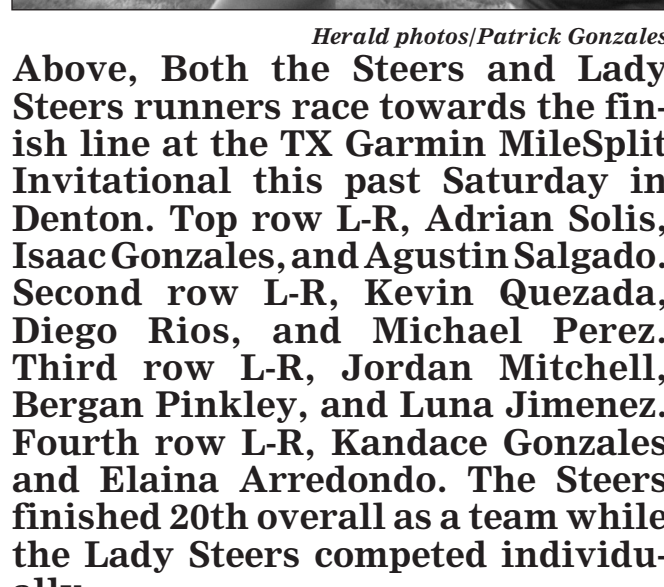 Herald photos/Patrick Gonzales
Above, Both the Steers and Lady
Steers runners race towards the fin-
ish line at the TX Garmin MileSplit
Invitational this past Saturday in
Denton. Top row L-R, Adrian Solis,
Isaac Gonzales, and Agustin Salgado.
Second row L-R, Kevin Quezada,
Diego Rios, and Michael Perez.
Third row L-R, Jordan Mitchell,
Bergan Pinkley, and Luna Jimenez.
Fourth row L-R, Kandace Gonzales
and Elaina Arredondo. The Steers
finished 20th overall as a team while
the Lady Steers competed individu-